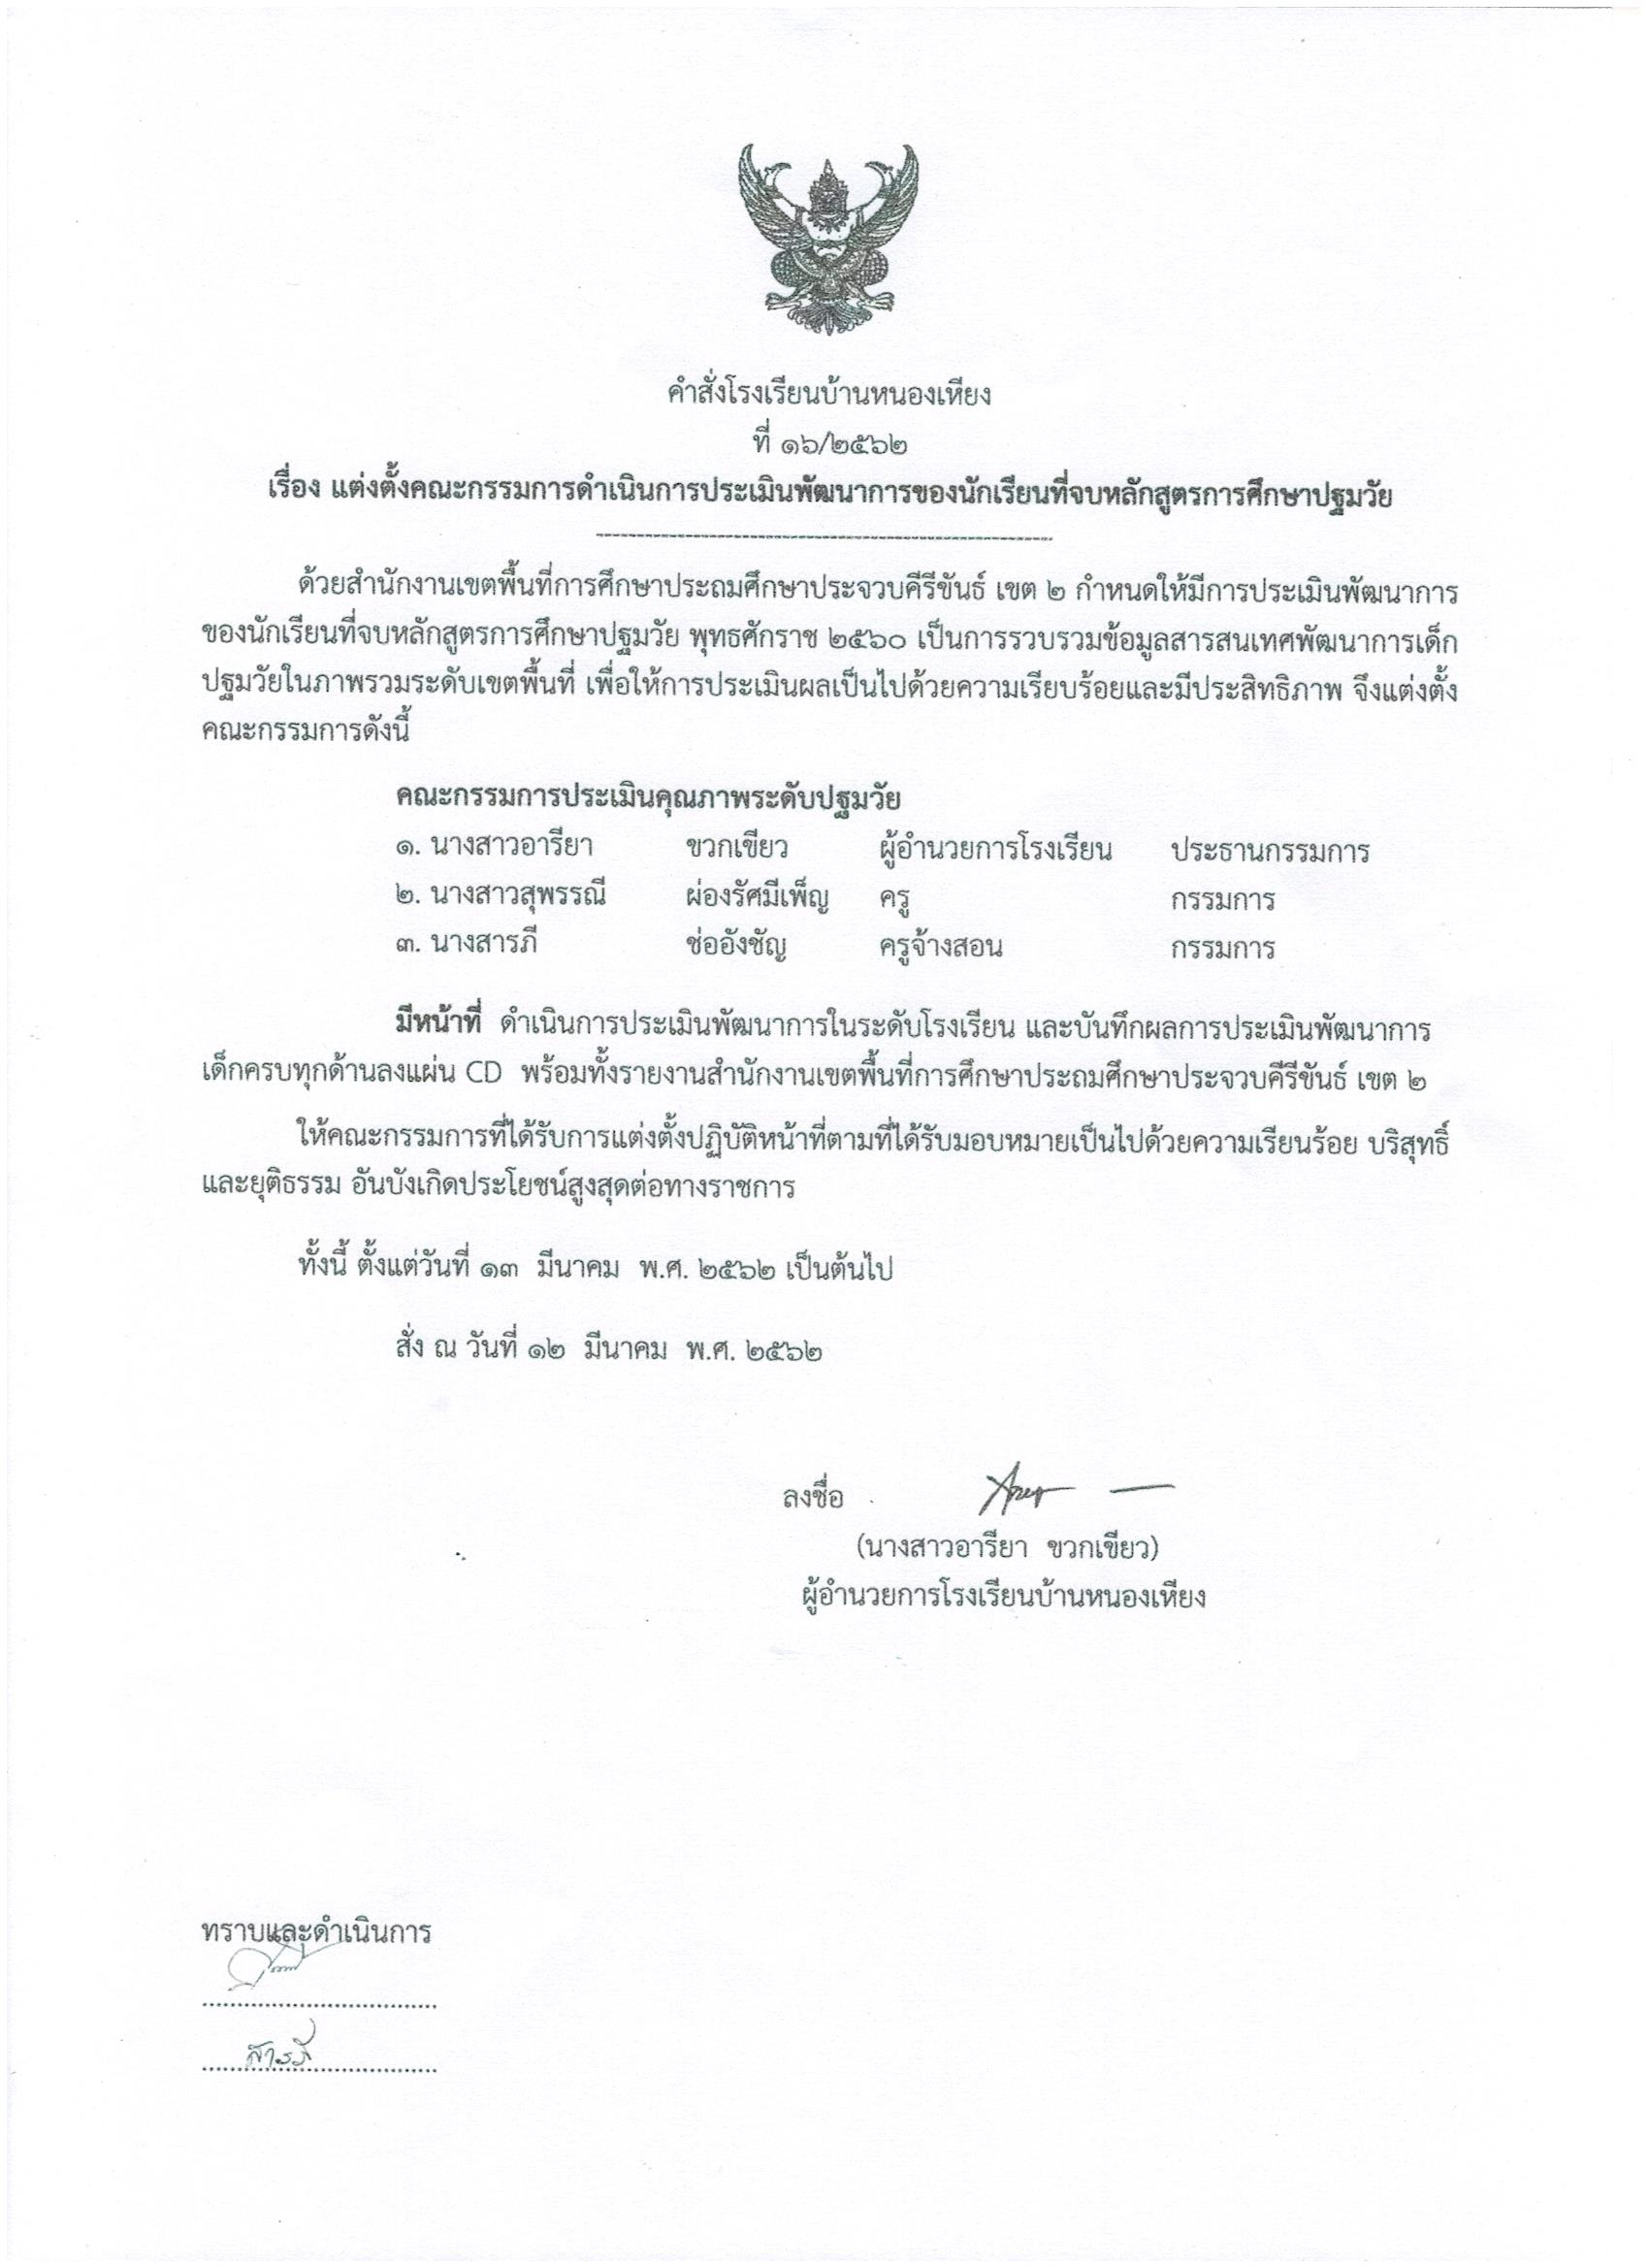 คำสั่งโรงเรียนบ้านหนองเหียง
ที่ ๑๖/๒๕๖๒
เรื่อง แต่งตั้งคณะกรรมการดำเนินการประเมินพัฒนาการของนักเรียนที่จบหลักสูตรการศึกษาปฐมวัย
ด้วยสำนักงานเขตพื้นที่การศึกษาประถมศึกษาประจวบคีรีขันธ์ เขต ๒ กำหนดให้มีการประเมินพัฒนาการ
ของนักเรียนที่จบหลักสูตรการศึกษาปฐมวัย พุทธศักราช ๒๕๖๐ เป็นการรวบรวมข้อมูลสารสนเทศพัฒนาการเด็ก
ปฐมวัยในภาพรวมระดับเขตพื้นที่ เพื่อให้การประเมินผลเป็นไปด้วยความเรียบร้อยและมีประสิทธิภาพ จึงแต่งตั้ง
คณะกรรมการดังนี้
คณะกรรมการประเมินคุณภาพระดับปฐมวัย
๑. นางสาวอารียา ขวกเขียว ผู้อำนวยการโรงเรียน ประธานกรรมการ
๒. นางสาวสุพรรณี ผ่องรัศมีเพ็ญ ครู กรรมการ
๓. นางสารภี ช่ออังชัญ ครูจ้างสอน กรรมการ
มีหน้าที่ ดำเนินการประเมินพัฒนาการในระดับโรงเรียน และบันทึกผลการประเมินพัฒนาการ
เด็กครบทุกด้านลงแผ่น CD พร้อมทั้งรายงานสำนักงานเขตพื้นที่การศึกษาประถมศึกษาประจวบคีรีขันธ์ เขต ๒
ให้คณะกรรมการที่ได้รับการแต่งตั้งปฏิบัติหน้าที่ตามที่ได้รับมอบหมายเป็นไปด้วยความเรียนร้อย บริสุทธิ์
และยุติธรรม อันบังเกิดประโยชน์สูงสุดต่อทางราชการ
ทั้งนี้ ตั้งแต่วันที่ ๑๓ มีนาคม พ.ศ. ๒๕๖๒ เป็นต้นไป
สั่ง ณ วันที่ ๑๒ มีนาคม พ.ศ. ๒๕๖๒
ลงชื่อ
(นางสาวอารียา ขวกเขียว)
ผู้อำนวยการโรงเรียนบ้านหนองเหียง
ทราบและดำเนินการ
สารภี